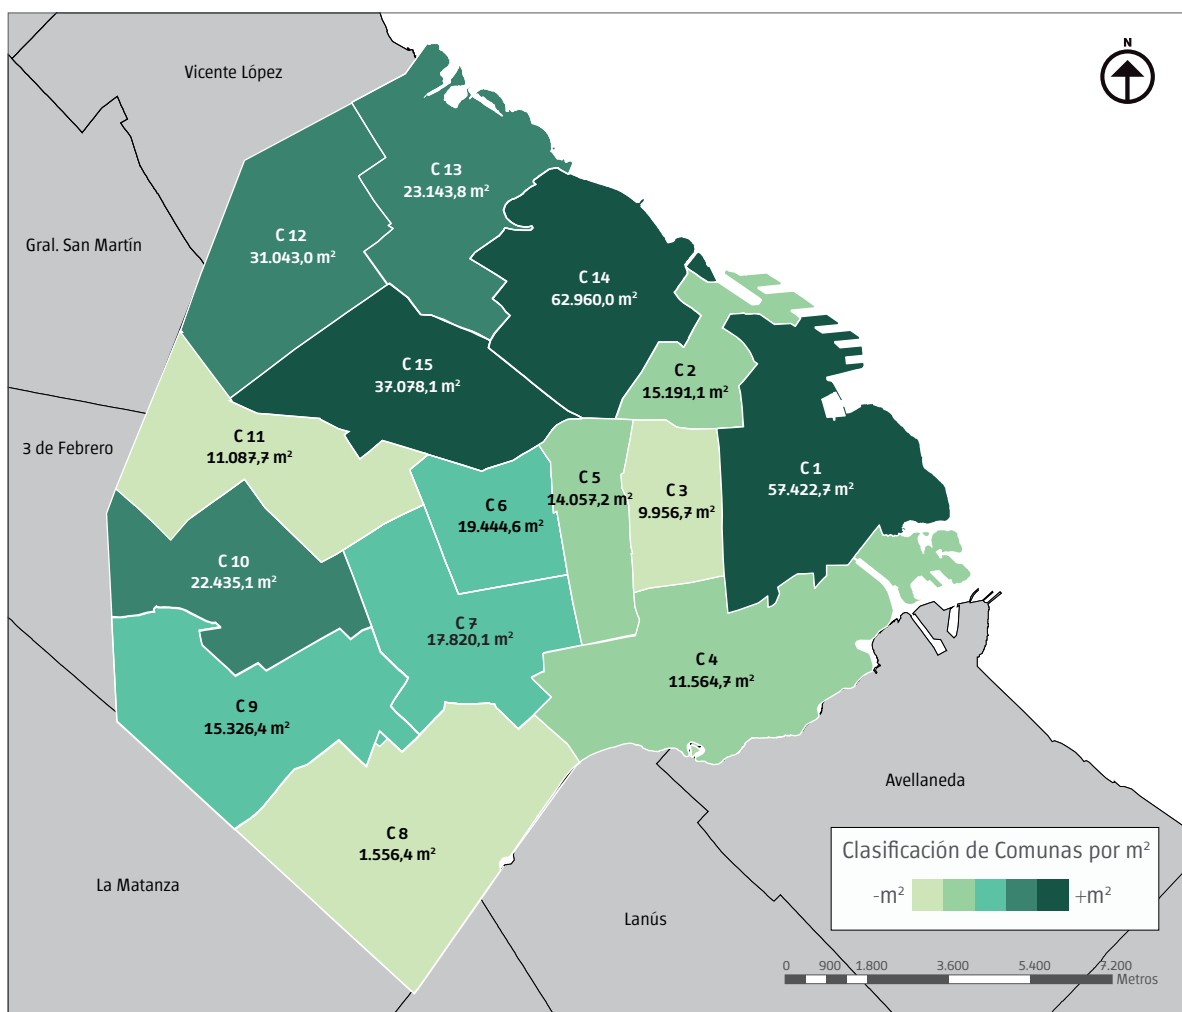 N
Vicente López
C 13
23.143,8 m²
Gral. San Martín
C 12
31.043,0 m²
C 14
62.960,0 m²
C 15
37.078,1 m²
C 2
15.191,1 m²
3 de Febrero
C 11
11.087,7 m²
C 6
19.444,6 m²
C 5
14.057,2 m²
C 3
9.956,7 m²
C 1
57.422,7 m²
C 10
22.435,1 m²
C 7
17.820,1 m²
C 4
11.564,7 m²
C 9
15.326,4 m²
Avellaneda
C 8
1.556,4 m²
La Matanza
Lanús
Clasificación de Comunas por m²
-m² +m²
0 900 1.800 3.600 5.400 7.200
Metros